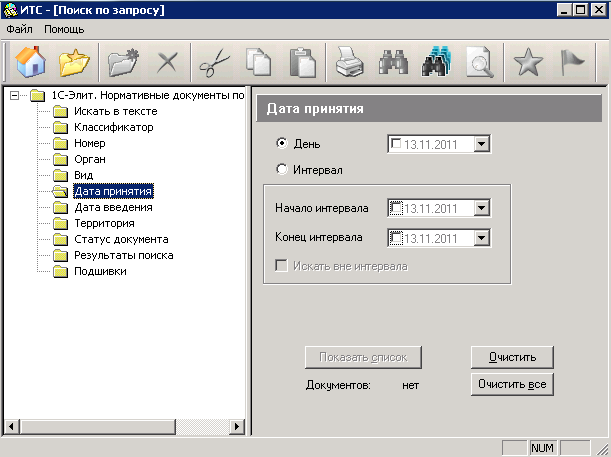 ИТС - [Поиск по запросу]
Файл Помощь
1С-Элит. Нормативные документы по
Искать в тексте
Классификатор
Номер
Орган
Вид
Дата принятия
Дата введения
Территория
Статус документа
Результаты поиска
Подшивки
Дата принятия
День 13.11.2011
Интервал
Начало интервала 13.11.2011
Конец интервала 13.11.2011
Искать вне интервала
Показать список Очистить
Документов: нет Очистить все
NUM